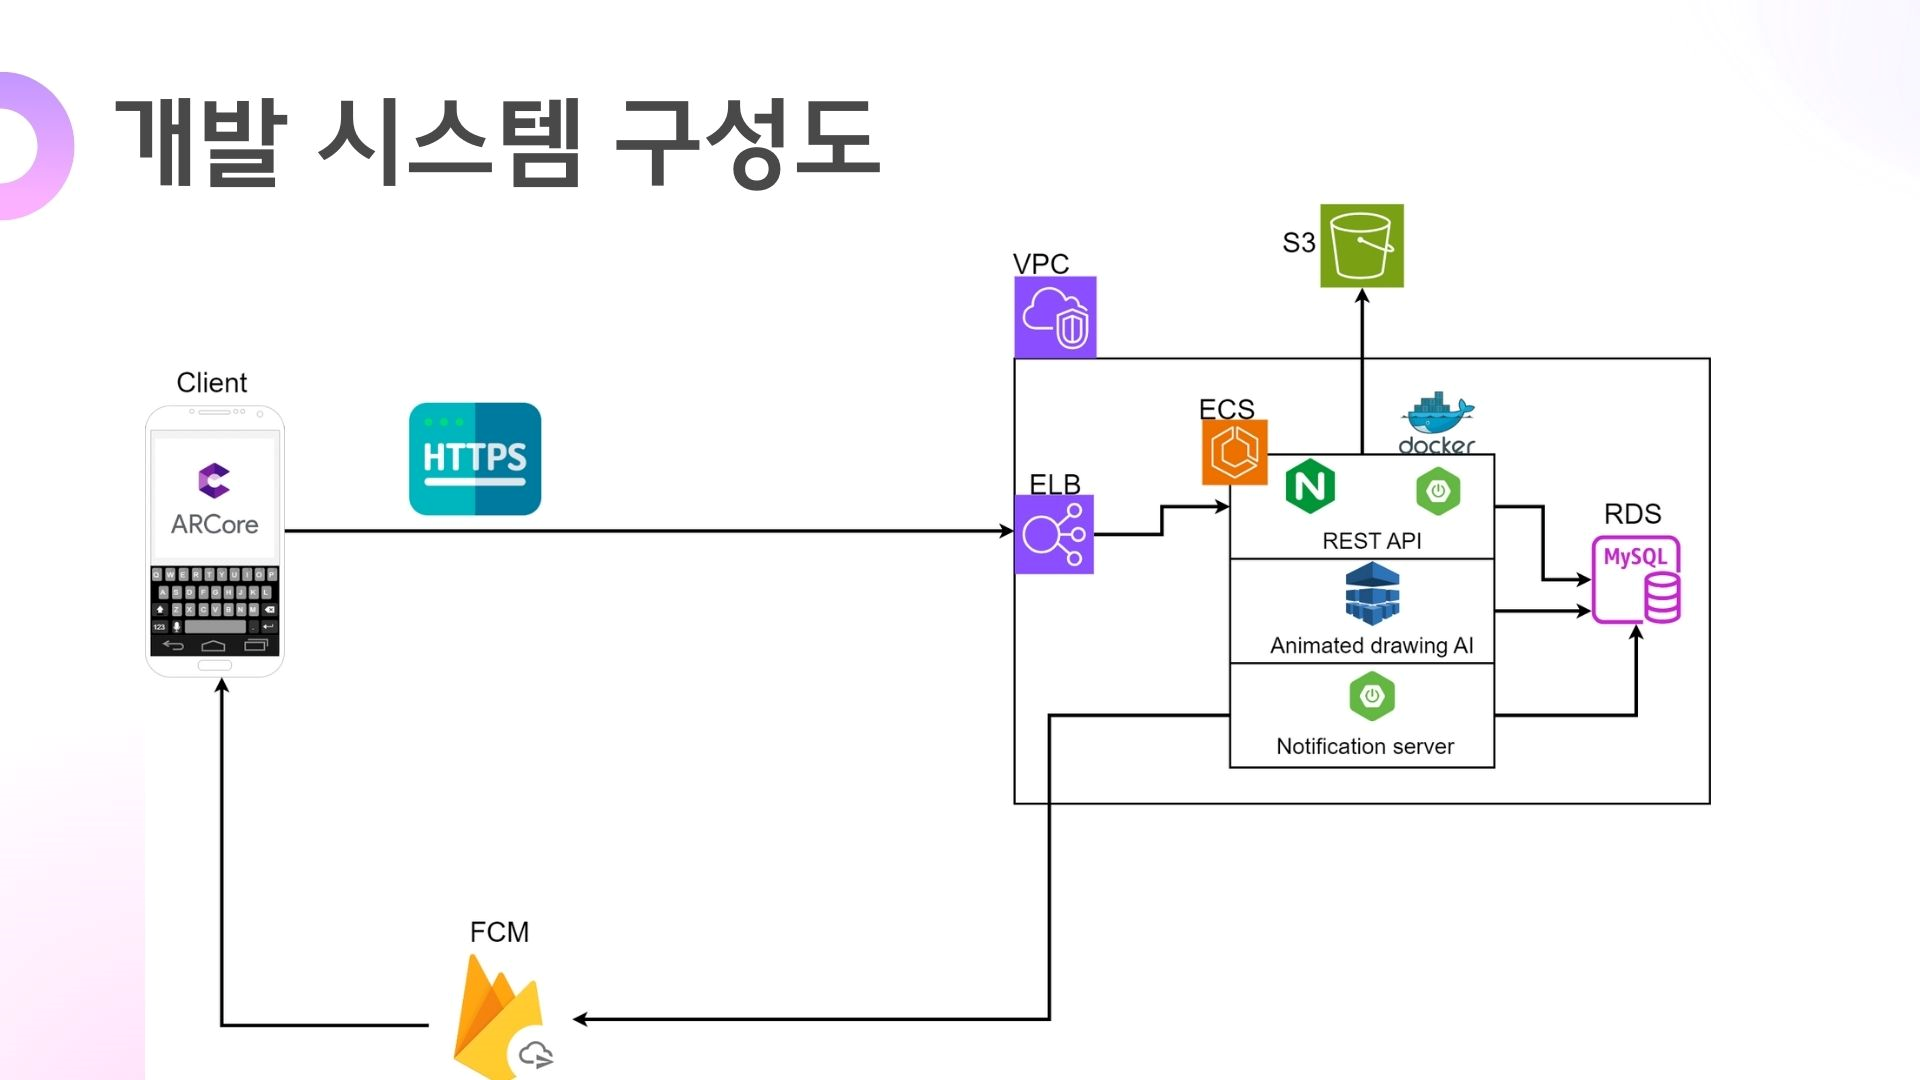 개발 시스템 구성도
S3
VPC
Client
HTTPS
ECS
docker
ELB
N
ARCore
REST API
RDS
MySQL
Q W E R T Y U I O P
A S D F G H J K L
Z X C V B N M
123
Animated drawing AI
Notification server
FCM